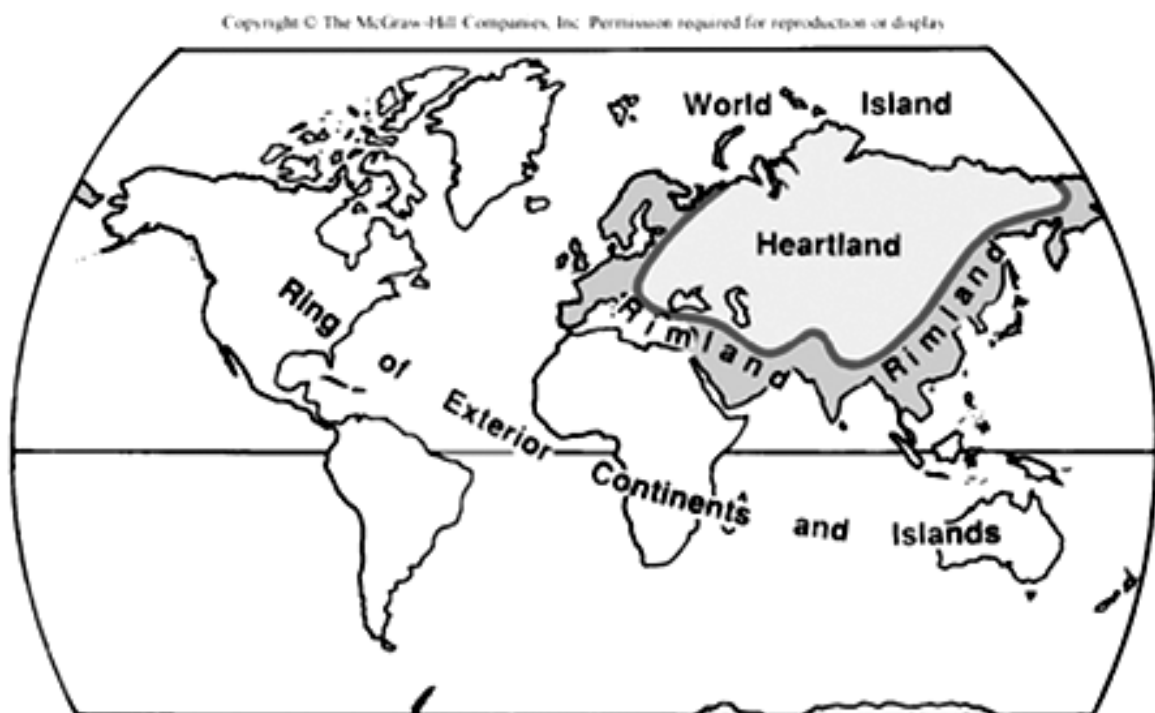 Copyright © The McGraw-Hill Companies, Inc. Permission required for reproduction or display
World Island
Heartland
Rimland
Rimland
Ring of Exterior Continents and Islands